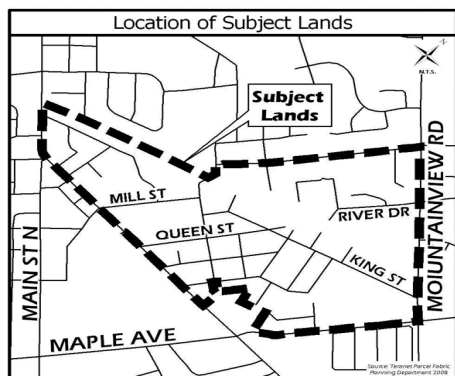 Location of Subject Lands
N
N.T.S.
Subject
Lands
MILL ST
QUEEN ST
RIVER DR
KING ST
MAIN ST N
MOIUNTAINVIEW RD
MAPLE AVE
Source: Teranet Parcel Fabric
Planning Department 2008